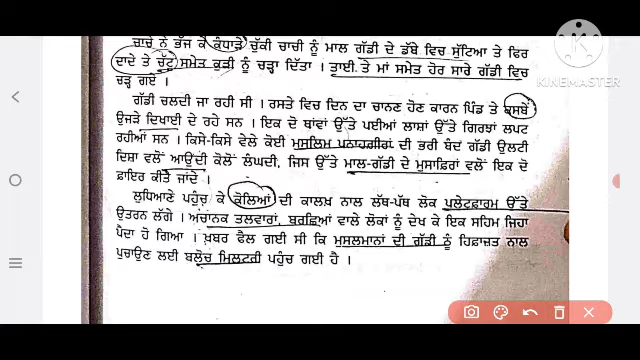 ਚਾਚੇ ਨੇ ਭੱਜ ਕੇ ਕੰਧਾੜੇ ਚੁੱਕੀ ਚਾਚੀ ਨੂੰ ਮਾਲ ਗੱਡੀ ਦੇ ਡੱਬੇ ਵਿਚ ਸੁੱਟਿਆ ਤੇ ਫਿਰ
ਦਾਦੇ ਤੇ ਚੁੱਟੂ ਸਮੇਤ ਕੁੜੀ ਨੂੰ ਚੜ੍ਹਾ ਦਿੱਤਾ। ਤਾਈ ਤੇ ਮਾਂ ਸਮੇਤ ਹੋਰ ਸਾਰੇ ਗੱਡੀ ਵਿਚ
ਚੜ੍ਹ ਗਏ।
ਗੱਡੀ ਚਲਦੀ ਜਾ ਰਹੀ ਸੀ। ਰਸਤੇ ਵਿਚ ਦਿਨ ਦਾ ਚਾਨਣ ਹੋਣ ਕਾਰਨ ਪਿੰਡ ਤੇ ਕਸਬੇ
ਉਜੜੇ ਦਿਖਾਈ ਦੇ ਰਹੇ ਸਨ। ਇਕ ਦੋ ਥਾਂਵਾਂ ਉੱਤੇ ਪਈਆਂ ਲਾਸ਼ਾਂ ਉੱਤੇ ਗਿਰਝਾਂ ਲਪਟ
ਰਹੀਆਂ ਸਨ। ਕਿਸੇ-ਕਿਸੇ ਵੇਲੇ ਕੋਈ ਮੁਸਲਿਮ ਪਨਾਹਗੀਰਾਂ ਦੀ ਭਰੀ ਬੰਦ ਗੱਡੀ ਉਲਟੀ
ਦਿਸ਼ਾ ਵਲੋਂ ਆਉਂਦੀ ਕੋਲੋਂ ਲੰਘਦੀ, ਜਿਸ ਉੱਤੇ ਮਾਲ-ਗੱਡੀ ਦੇ ਮੁਸਾਫ਼ਿਰਾਂ ਵਲੋਂ ਇਕ ਦੋ
ਫ਼ਾਇਰ ਕੀਤੇ ਜਾਂਦੇ।
ਲੁਧਿਆਣੇ ਪਹੁੰਚ ਕੇ ਕੋਲਿਆਂ ਦੀ ਕਾਲਖ਼ ਨਾਲ ਲੱਥ-ਪੱਥ ਲੋਕ ਪਲੇਟਫ਼ਾਰਮ ਉੱਤੇ
ਉਤਰਨ ਲੱਗੇ। ਅਚਾਨਕ ਤਲਵਾਰਾਂ, ਬਰਛਿਆਂ ਵਾਲੇ ਲੋਕਾਂ ਨੂੰ ਦੇਖ ਕੇ ਇਕ ਸਹਿਮ ਜਿਹਾ
ਪੈਦਾ ਹੋ ਗਿਆ। ਖ਼ਬਰ ਫੈਲ ਗਈ ਸੀ ਕਿ ਮੁਸਲਮਾਨਾਂ ਦੀ ਗੱਡੀ ਨੂੰ ਹਿਫ਼ਾਜ਼ਤ ਨਾਲ
ਪੁਚਾਉਣ ਲਈ ਬਲੂਚ ਮਿਲਟਰੀ ਪਹੁੰਚ ਗਈ ਹੈ।
KINEMASTER